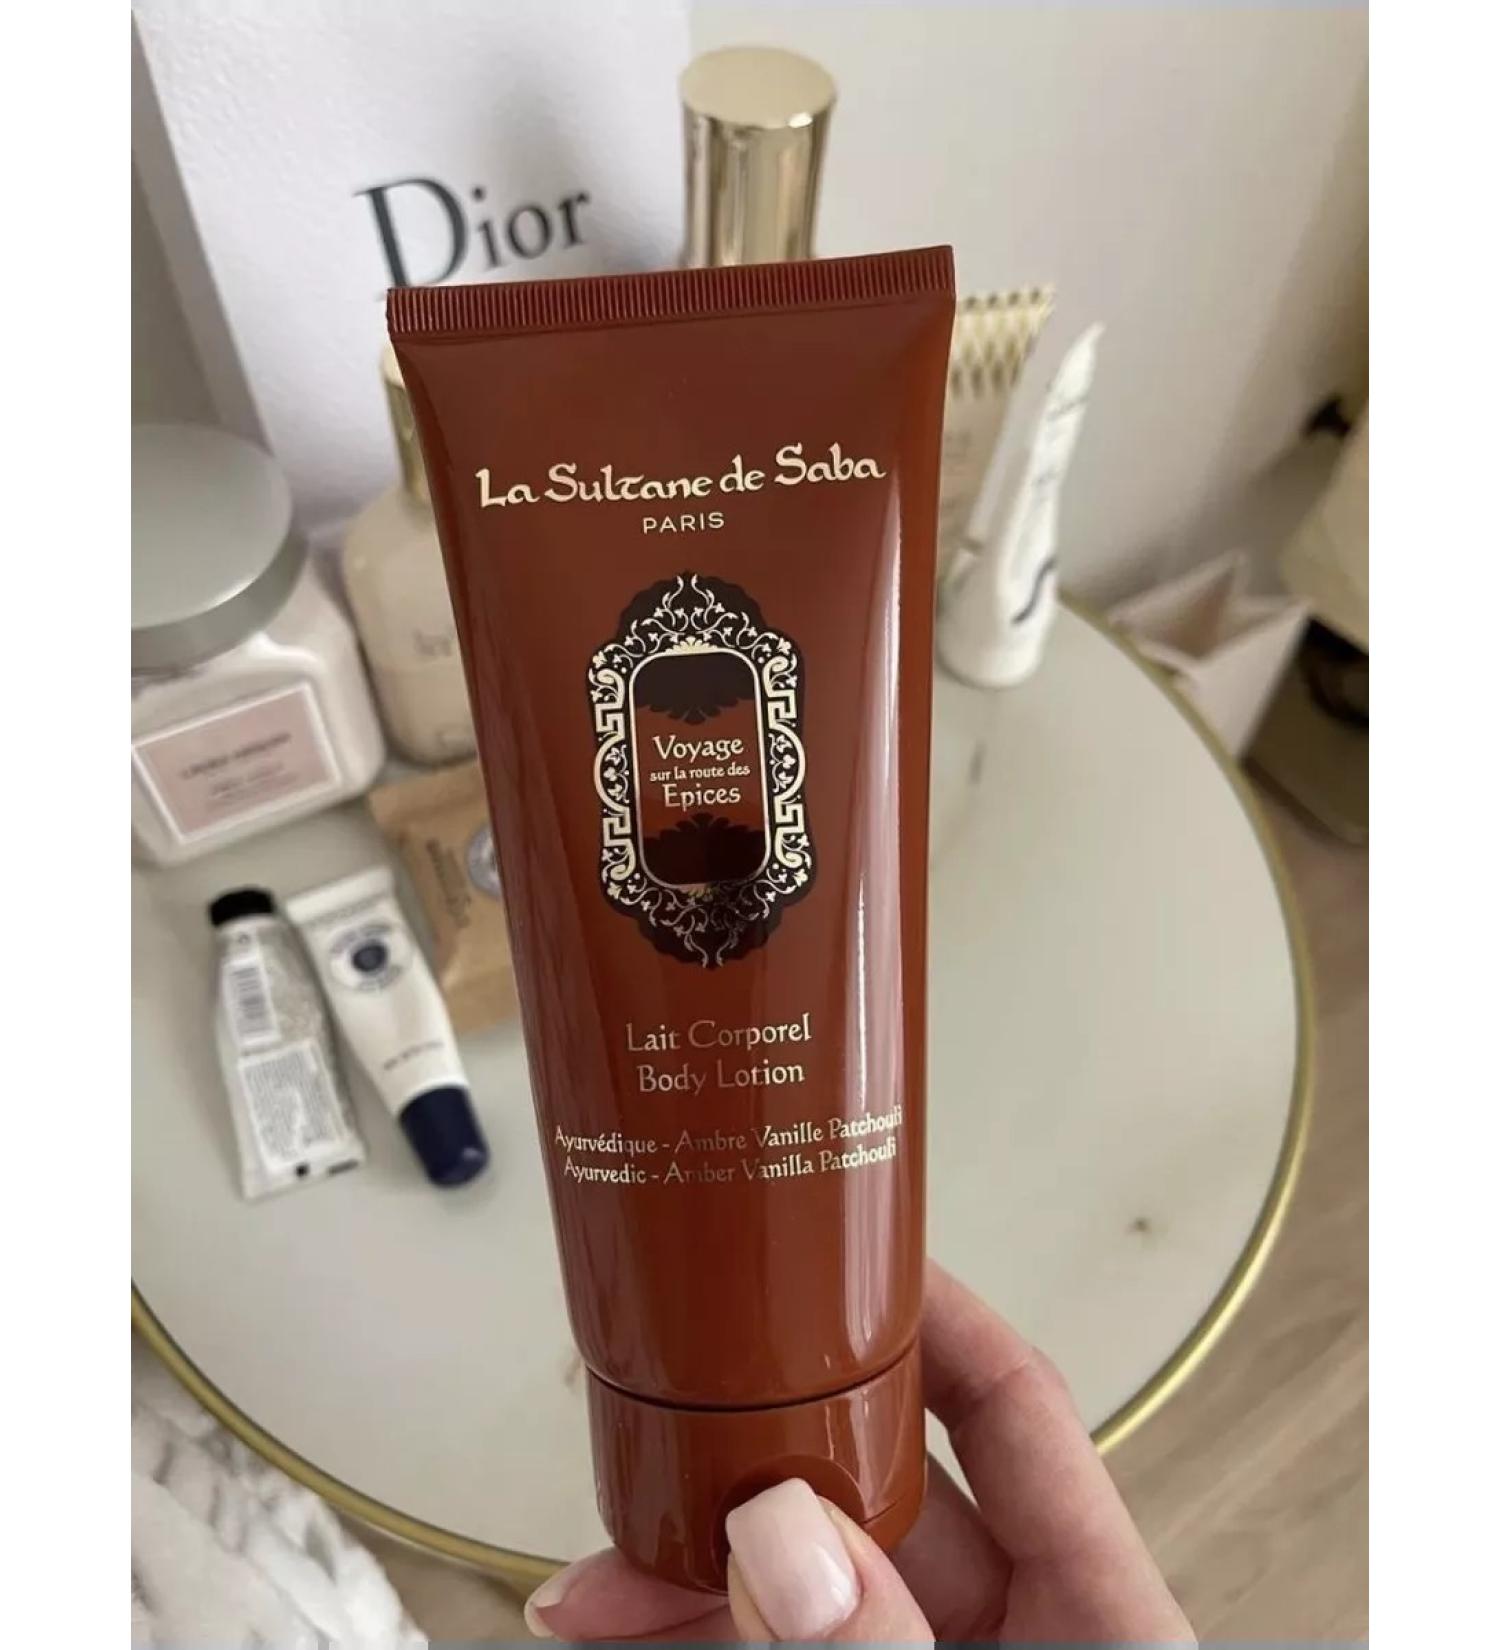 Dior
La Sultane de Saba
PARIS
Voyage
sur la route des
Epices
Lait Corporel
Body Lotion
Ayurvédique - Ambre Vanille Patchouli
Ayurvedic - Amber Vanilla Patchouli